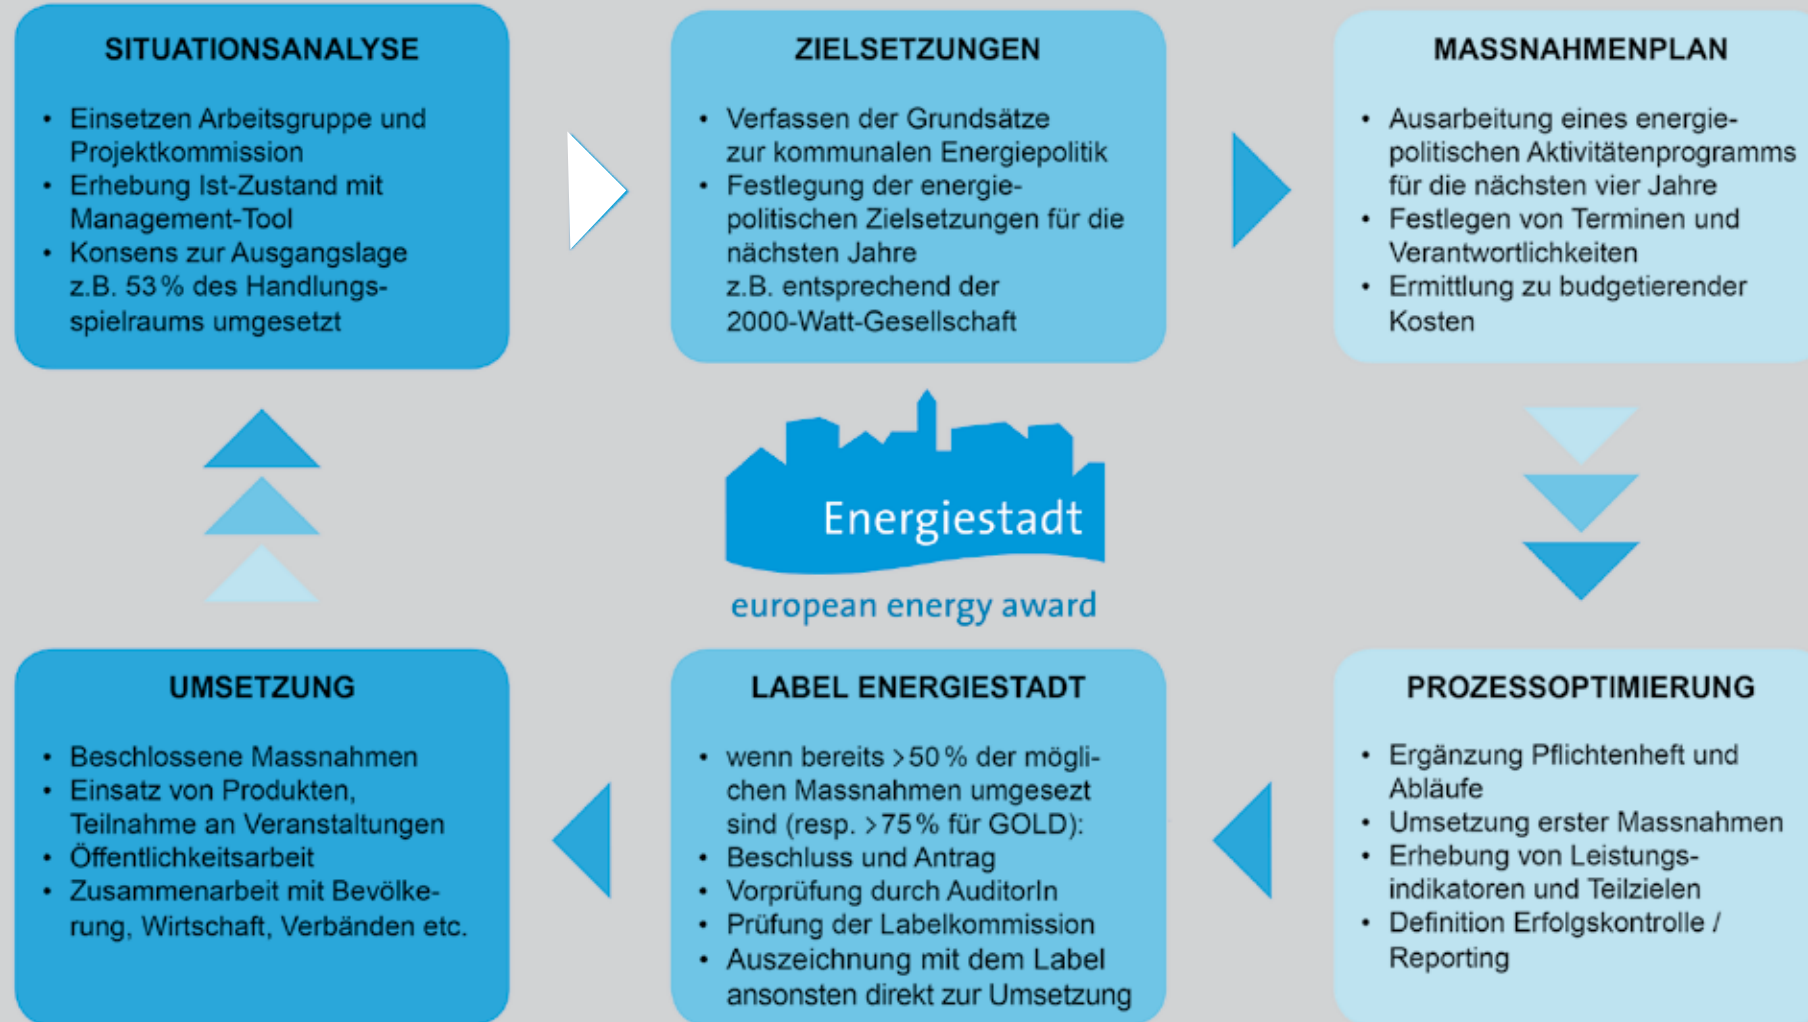 SITUATIONSANALYSE
• Einsetzen Arbeitsgruppe und
Projektkommission
• Erhebung Ist-Zustand mit
Management-Tool
• Konsens zur Ausgangslage
z.B. 53 % des Handlungs-
spielraums umgesetzt
ZIELSETZUNGEN
• Verfassen der Grundsätze
zur kommunalen Energiepolitik
• Festlegung der energie-
politischen Zielsetzungen für die
nächsten Jahre
z.B. entsprechend der
2000-Watt-Gesellschaft
MASSNAHMENPLAN
• Ausarbeitung eines energie-
politischen Aktivitätenprogramms
für die nächsten vier Jahre
• Festlegen von Terminen und
Verantwortlichkeiten
• Ermittlung zu budgetierender
Kosten
Energiestadt
european energy award
UMSETZUNG
• Beschlossene Massnahmen
• Einsatz von Produkten,
Teilnahme an Veranstaltungen
• Öffentlichkeitsarbeit
• Zusammenarbeit mit Bevölke-
rung, Wirtschaft, Verbänden etc.
LABEL ENERGIESTADT
• wenn bereits >50 % der mögli-
chen Massnahmen umgesezt
sind (resp. >75 % für GOLD):
• Beschluss und Antrag
• Vorprüfung durch AuditorIn
• Prüfung der Labelkommission
• Auszeichnung mit dem Label
ansonsten direkt zur Umsetzung
PROZESSOPTIMIERUNG
• Ergänzung Pflichtenheft und
Abläufe
• Umsetzung erster Massnahmen
• Erhebung von Leistungs-
indikatoren und Teilzielen
• Definition Erfolgskontrolle /
Reporting